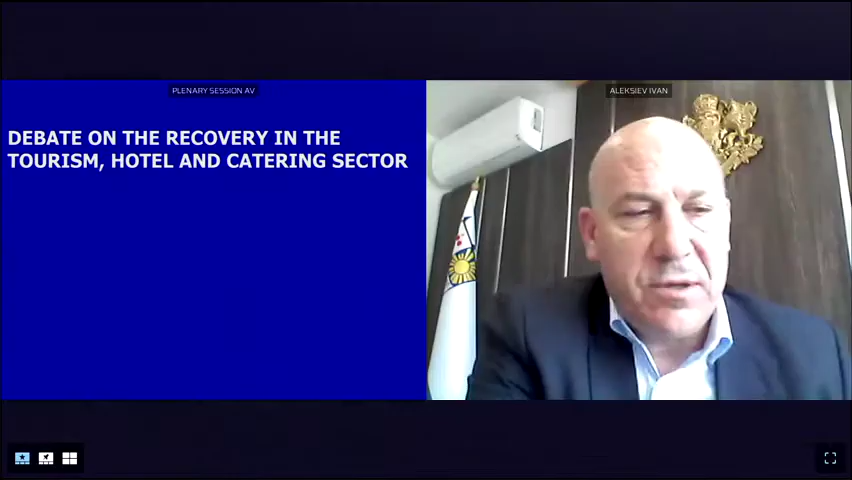 PLENARY SESSION AV
ALEKSIEV IVAN
DEBATE ON THE RECOVERY IN THE
TOURISM, HOTEL AND CATERING SECTOR